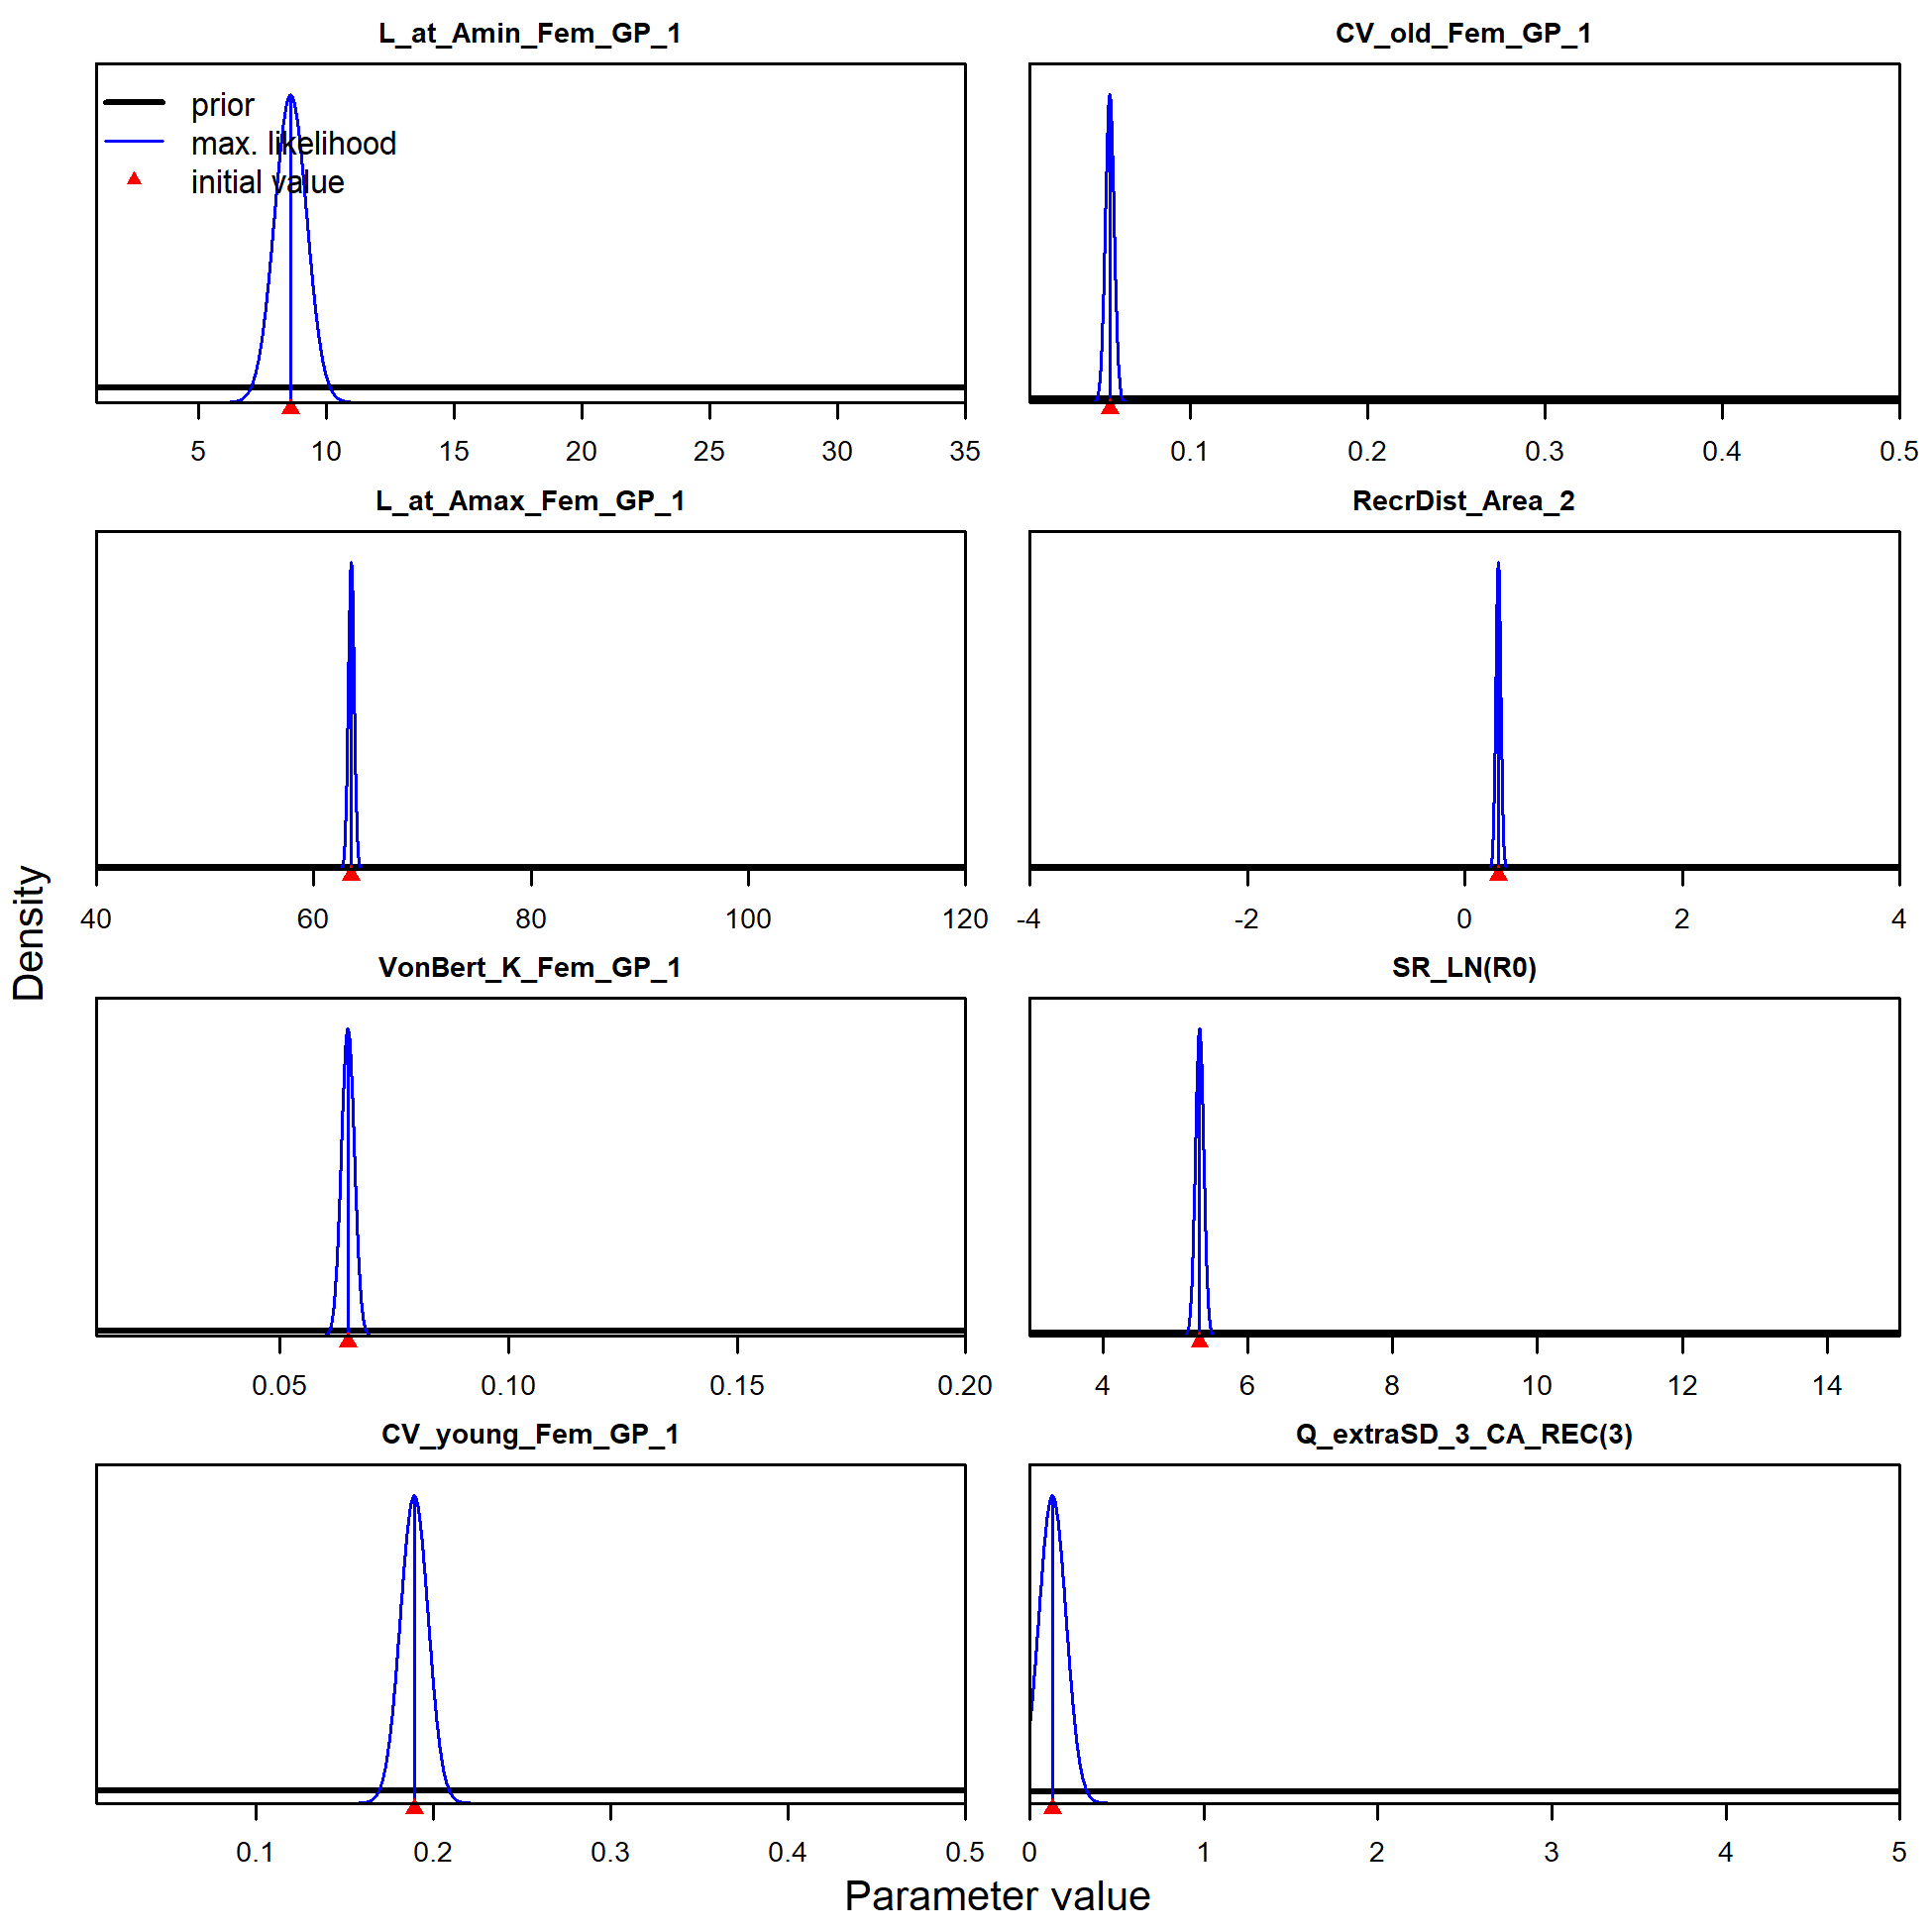 L_at_Amin_Fem_GP_1
prior
max. likelihood
initial value
5 10 15 20 25 30 35
CV_old_Fem_GP_1
0.1 0.2 0.3 0.4 0.5
L_at_Amax_Fem_GP_1
40 60 80 100 120
RecrDist_Area_2
-4 -2 0 2 4
VonBert_K_Fem_GP_1
0.05 0.10 0.15 0.20
SR_LN(R0)
4 6 8 10 12 14
CV_young_Fem_GP_1
0.1 0.2 0.3 0.4 0.5
Q_extraSD_3_CA_REC(3)
0 1 2 3 4 5
Density
Parameter value